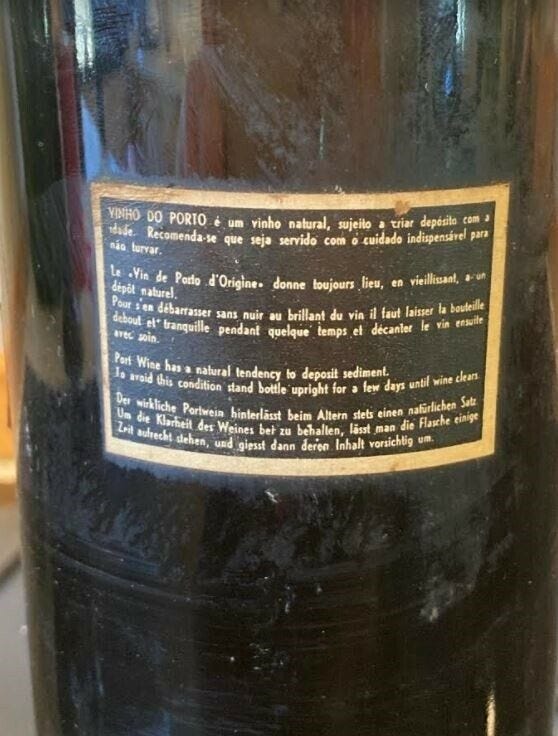 VINHO DO PORTO é um vinho natural, sujeito a criar depósito com a
idade. Recomenda-se que seja servido com o cuidado indispensável para
não turvar.
Le «Vin de Porto d'Origine» donne toujours lieu, en vieillissant, a un
dépôt naturel.
Pour s'en débarrasser sans nuir au brillant du vin il faut laisser la bouteille
debout et tranquille pendant quelque temps et décanter le vin ensuite
avec soin.
Port Wine has a natural tendency to deposit sediment.
To avoid this condition stand bottle upright for a few days until wine clears.
Der wirkliche Portwein hinterlässt beim Altern stets einen natürlichen Satz.
Um die Klarheit des Weines bei zu behalten, lässt man die Flasche einige
Zeit aufrecht stehen, und giesst dann deren Inhalt vorsichtig um.